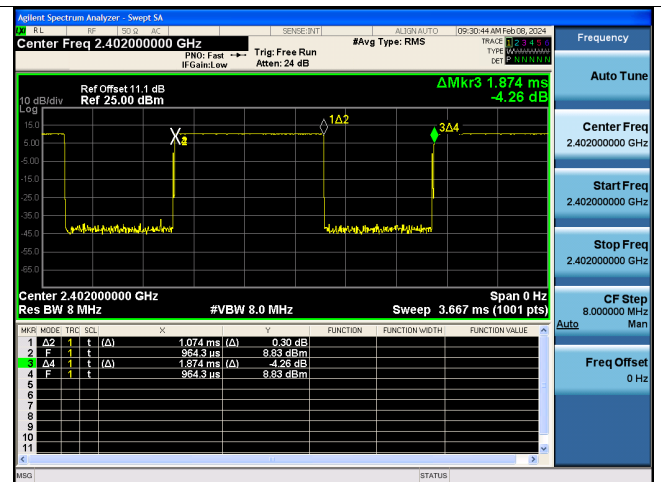 Agilent Spectrum Analyzer - Swept SA
LXI RL RF 50 Ω AC SENSE:INT ALIGN AUTO 09:30:44 AM Feb 08, 2024
Center Freq 2.402000000 GHz #Avg Type: RMS TRACE 1 2 3 4 5 6
PNO: Fast Trig: Free Run TYPE
IFGain:Low Atten: 24 dB DET P N N N N N
Frequency
Auto Tune
Center Freq
2.402000000 GHz
Start Freq
2.402000000 GHz
Stop Freq
2.402000000 GHz
CF Step
8.000000 MHz
Auto Man
Freq Offset
0 Hz
Ref Offset 11.1 dB ΔMkr3 1.874 ms
10 dB/div Ref 25.00 dBm -4.26 dB
Log
15.0
5.00
-5.00
-15.0
-25.0
-35.0
-45.0
-55.0
-65.0
1Δ2
3Δ4
Center 2.402000000 GHz Span 0 Hz
Res BW 8 MHz #VBW 8.0 MHz Sweep 3.667 ms (1001 pts)
MKR MODE TRC SCL X Y FUNCTION FUNCTION WIDTH FUNCTION VALUE
1 Δ2 1 t (Δ) 1.074 ms (Δ) 0.30 dB
2 F 1 t 964.3 µs 8.83 dBm
3 Δ4 1 t (Δ) 1.874 ms (Δ) -4.26 dB
4 F 1 t 964.3 µs 8.83 dBm
5
6
7
8
9
10
11
MSG STATUS